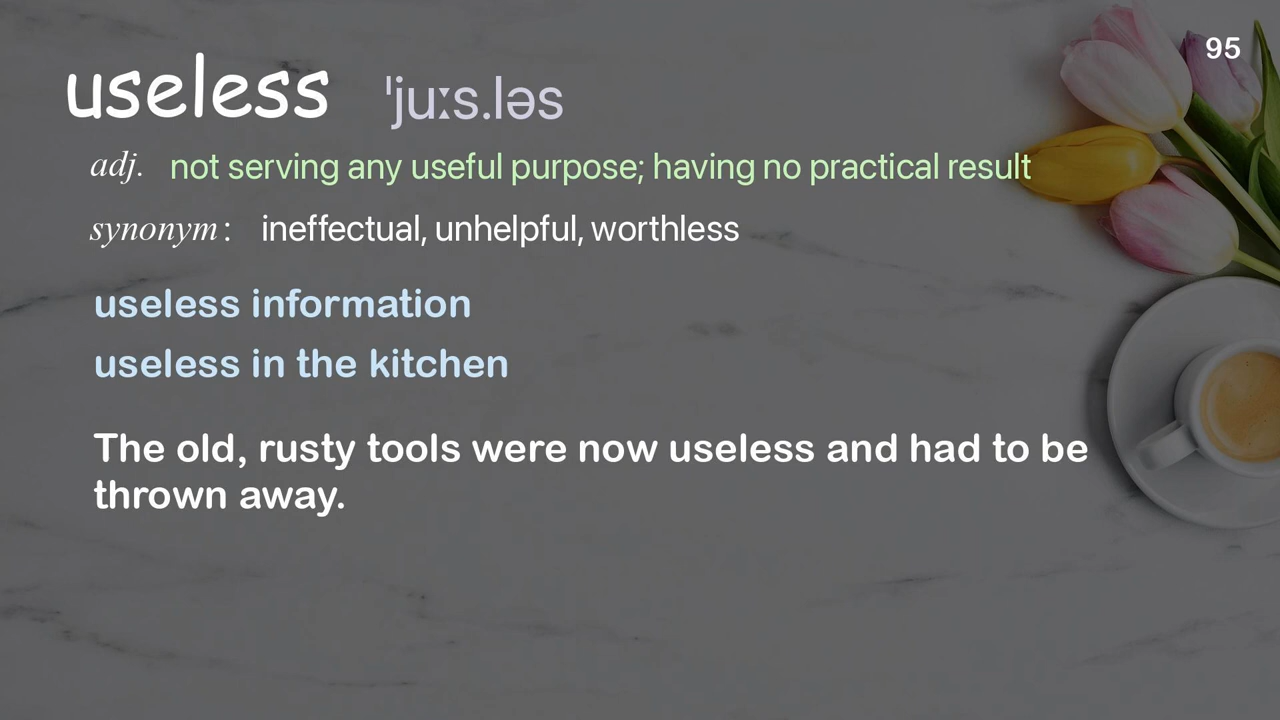 95
useless ˈjuːs.ləs
adj. not serving any useful purpose; having no practical result
synonym: ineffectual, unhelpful, worthless
useless information
useless in the kitchen
The old, rusty tools were now useless and had to be
thrown away.